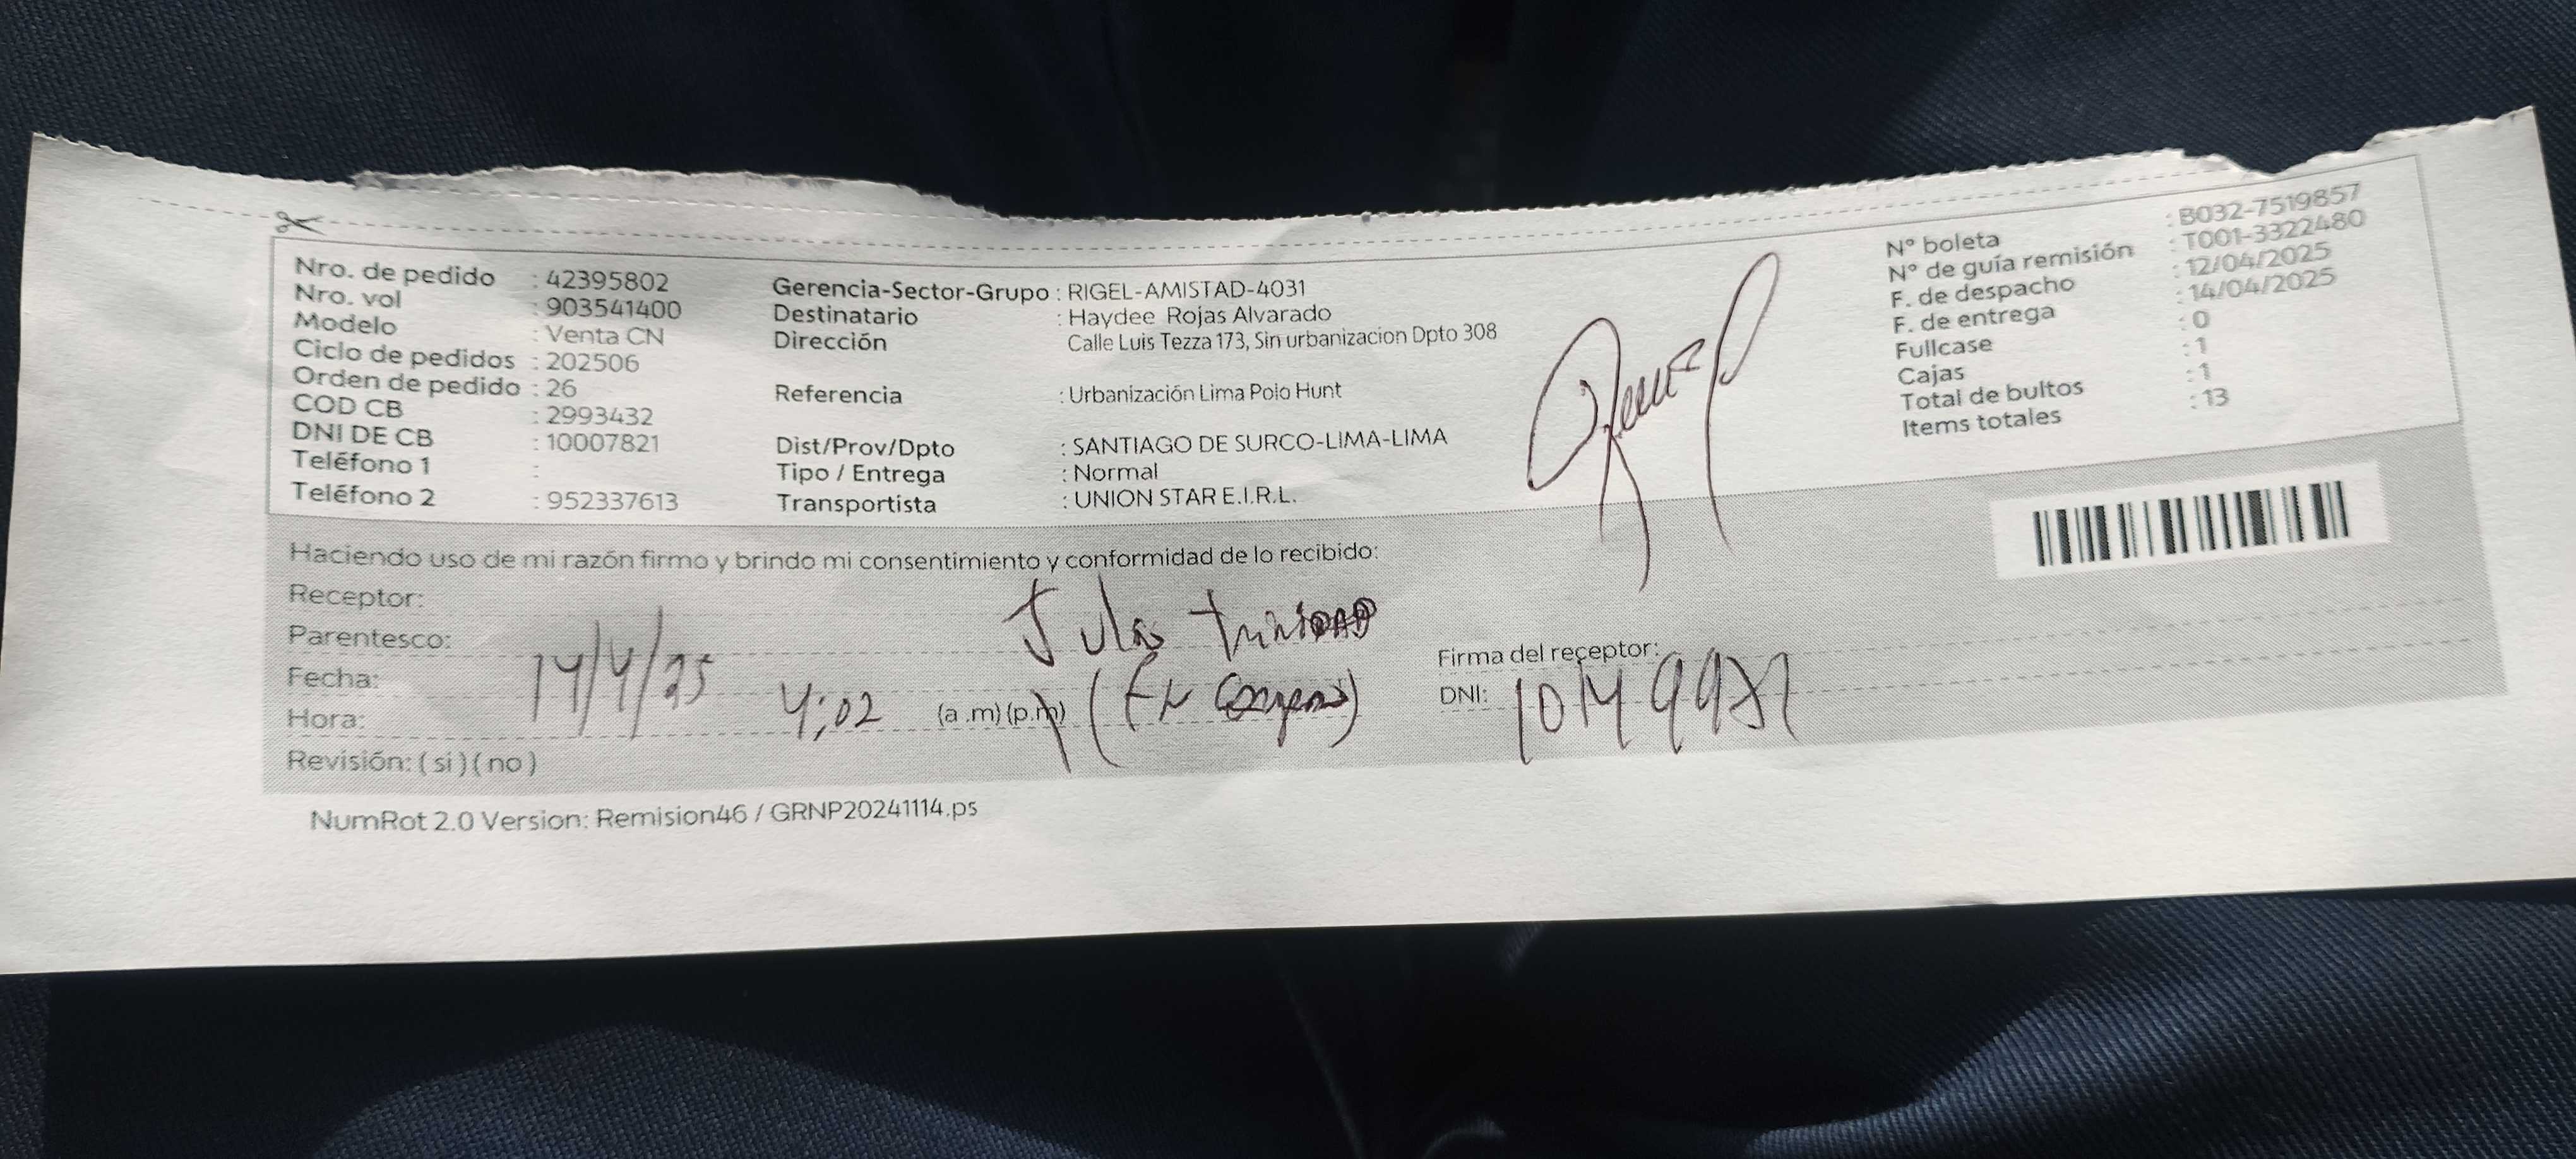 Nro. de pedido : 42395802
Nro. vol : 903541400
Modelo : Venta CN
Ciclo de pedidos : 202506
Orden de pedido : 26
COD CB : 2993432
DNI DE CB : 10007821
Teléfono 1 :
Teléfono 2 : 952337613
Gerencia-Sector-Grupo : RIGEL-AMISTAD-4031
Destinatario : Haydee Rojas Alvarado
Dirección Calle Luis Tezza 173, Sin urbanizacion Dpto 308
Referencia : Urbanización Lima Polo Hunt
Dist/Prov/Dpto : SANTIAGO DE SURCO-LIMA-LIMA
Tipo / Entrega : Normal
Transportista : UNION STAR E.I.R.L.
N° boleta : B032-7519857
N° de guía remisión : T001-3322480
F. de despacho : 12/04/2025
F. de entrega : 14/04/2025
Fullcase : 0
Cajas : 1
Total de bultos : 1
Items totales : 13
Haciendo uso de mi razón firmo y brindo mi consentimiento y conformidad de lo recibido:
Receptor:
Parentesco:
Fecha: 14/4/25
Hora: 4:02 (a.m) (p.m)
Revisión: ( si ) ( no )
Firma del receptor:
DNI:
NumRot 2.0 Version: Remision46 / GRNP20241114.ps